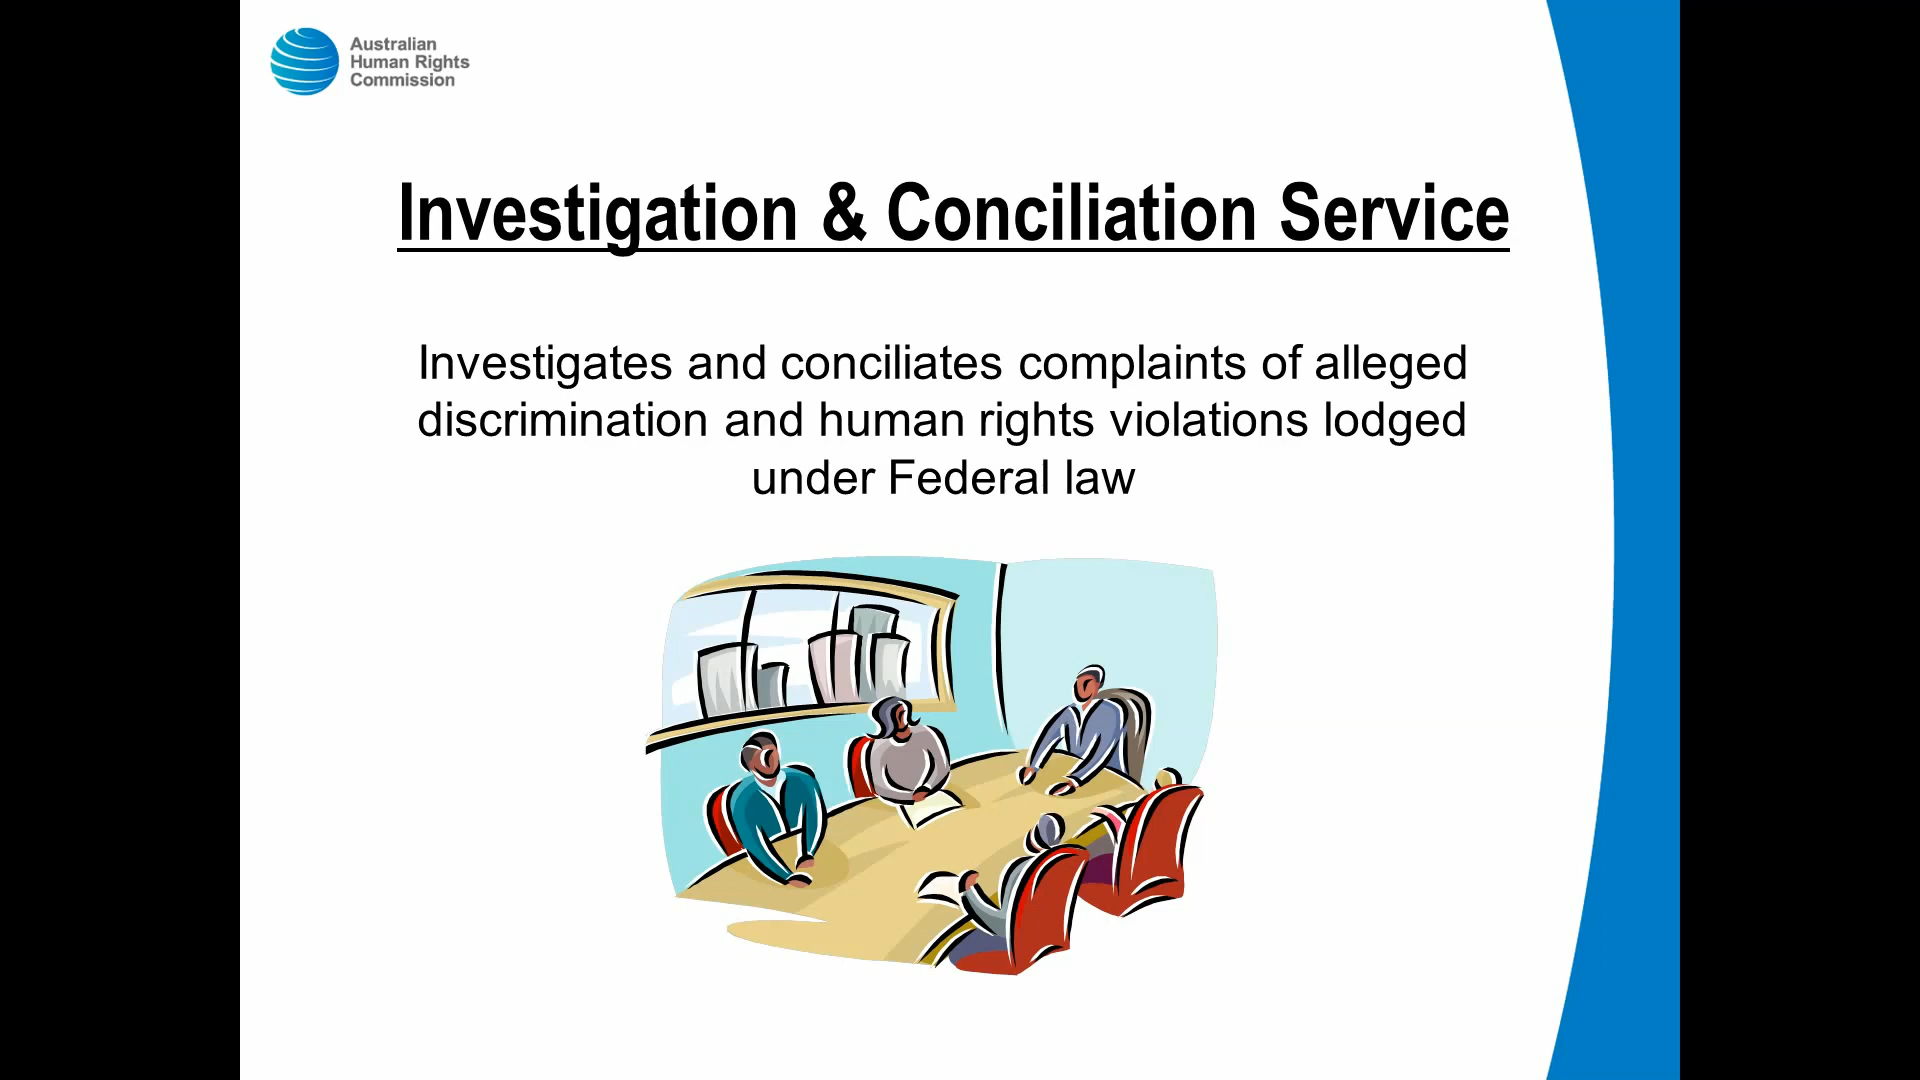 Australian
Human Rights
Commission
Investigation & Conciliation Service
Investigates and conciliates complaints of alleged
discrimination and human rights violations lodged
under Federal law